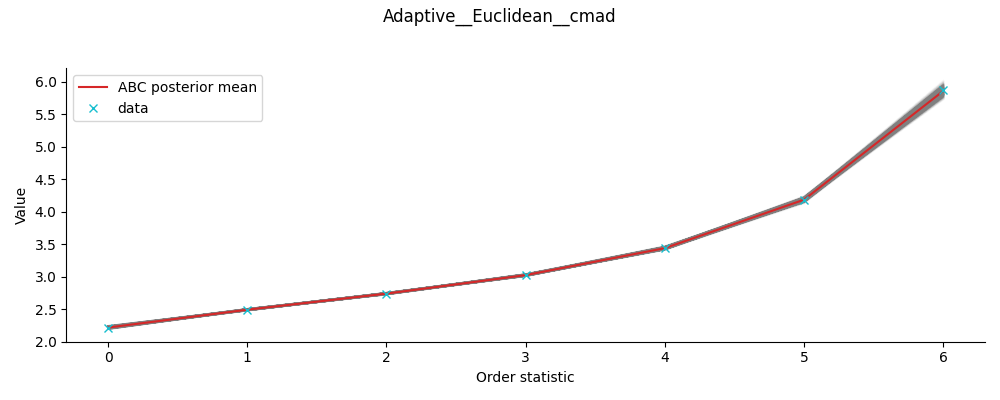 Adaptive__Euclidean__cmad
ABC posterior mean
data
Value
6.0
5.5
5.0
4.5
4.0
3.5
3.0
2.5
2.0
0 1 2 3 4 5 6
Order statistic